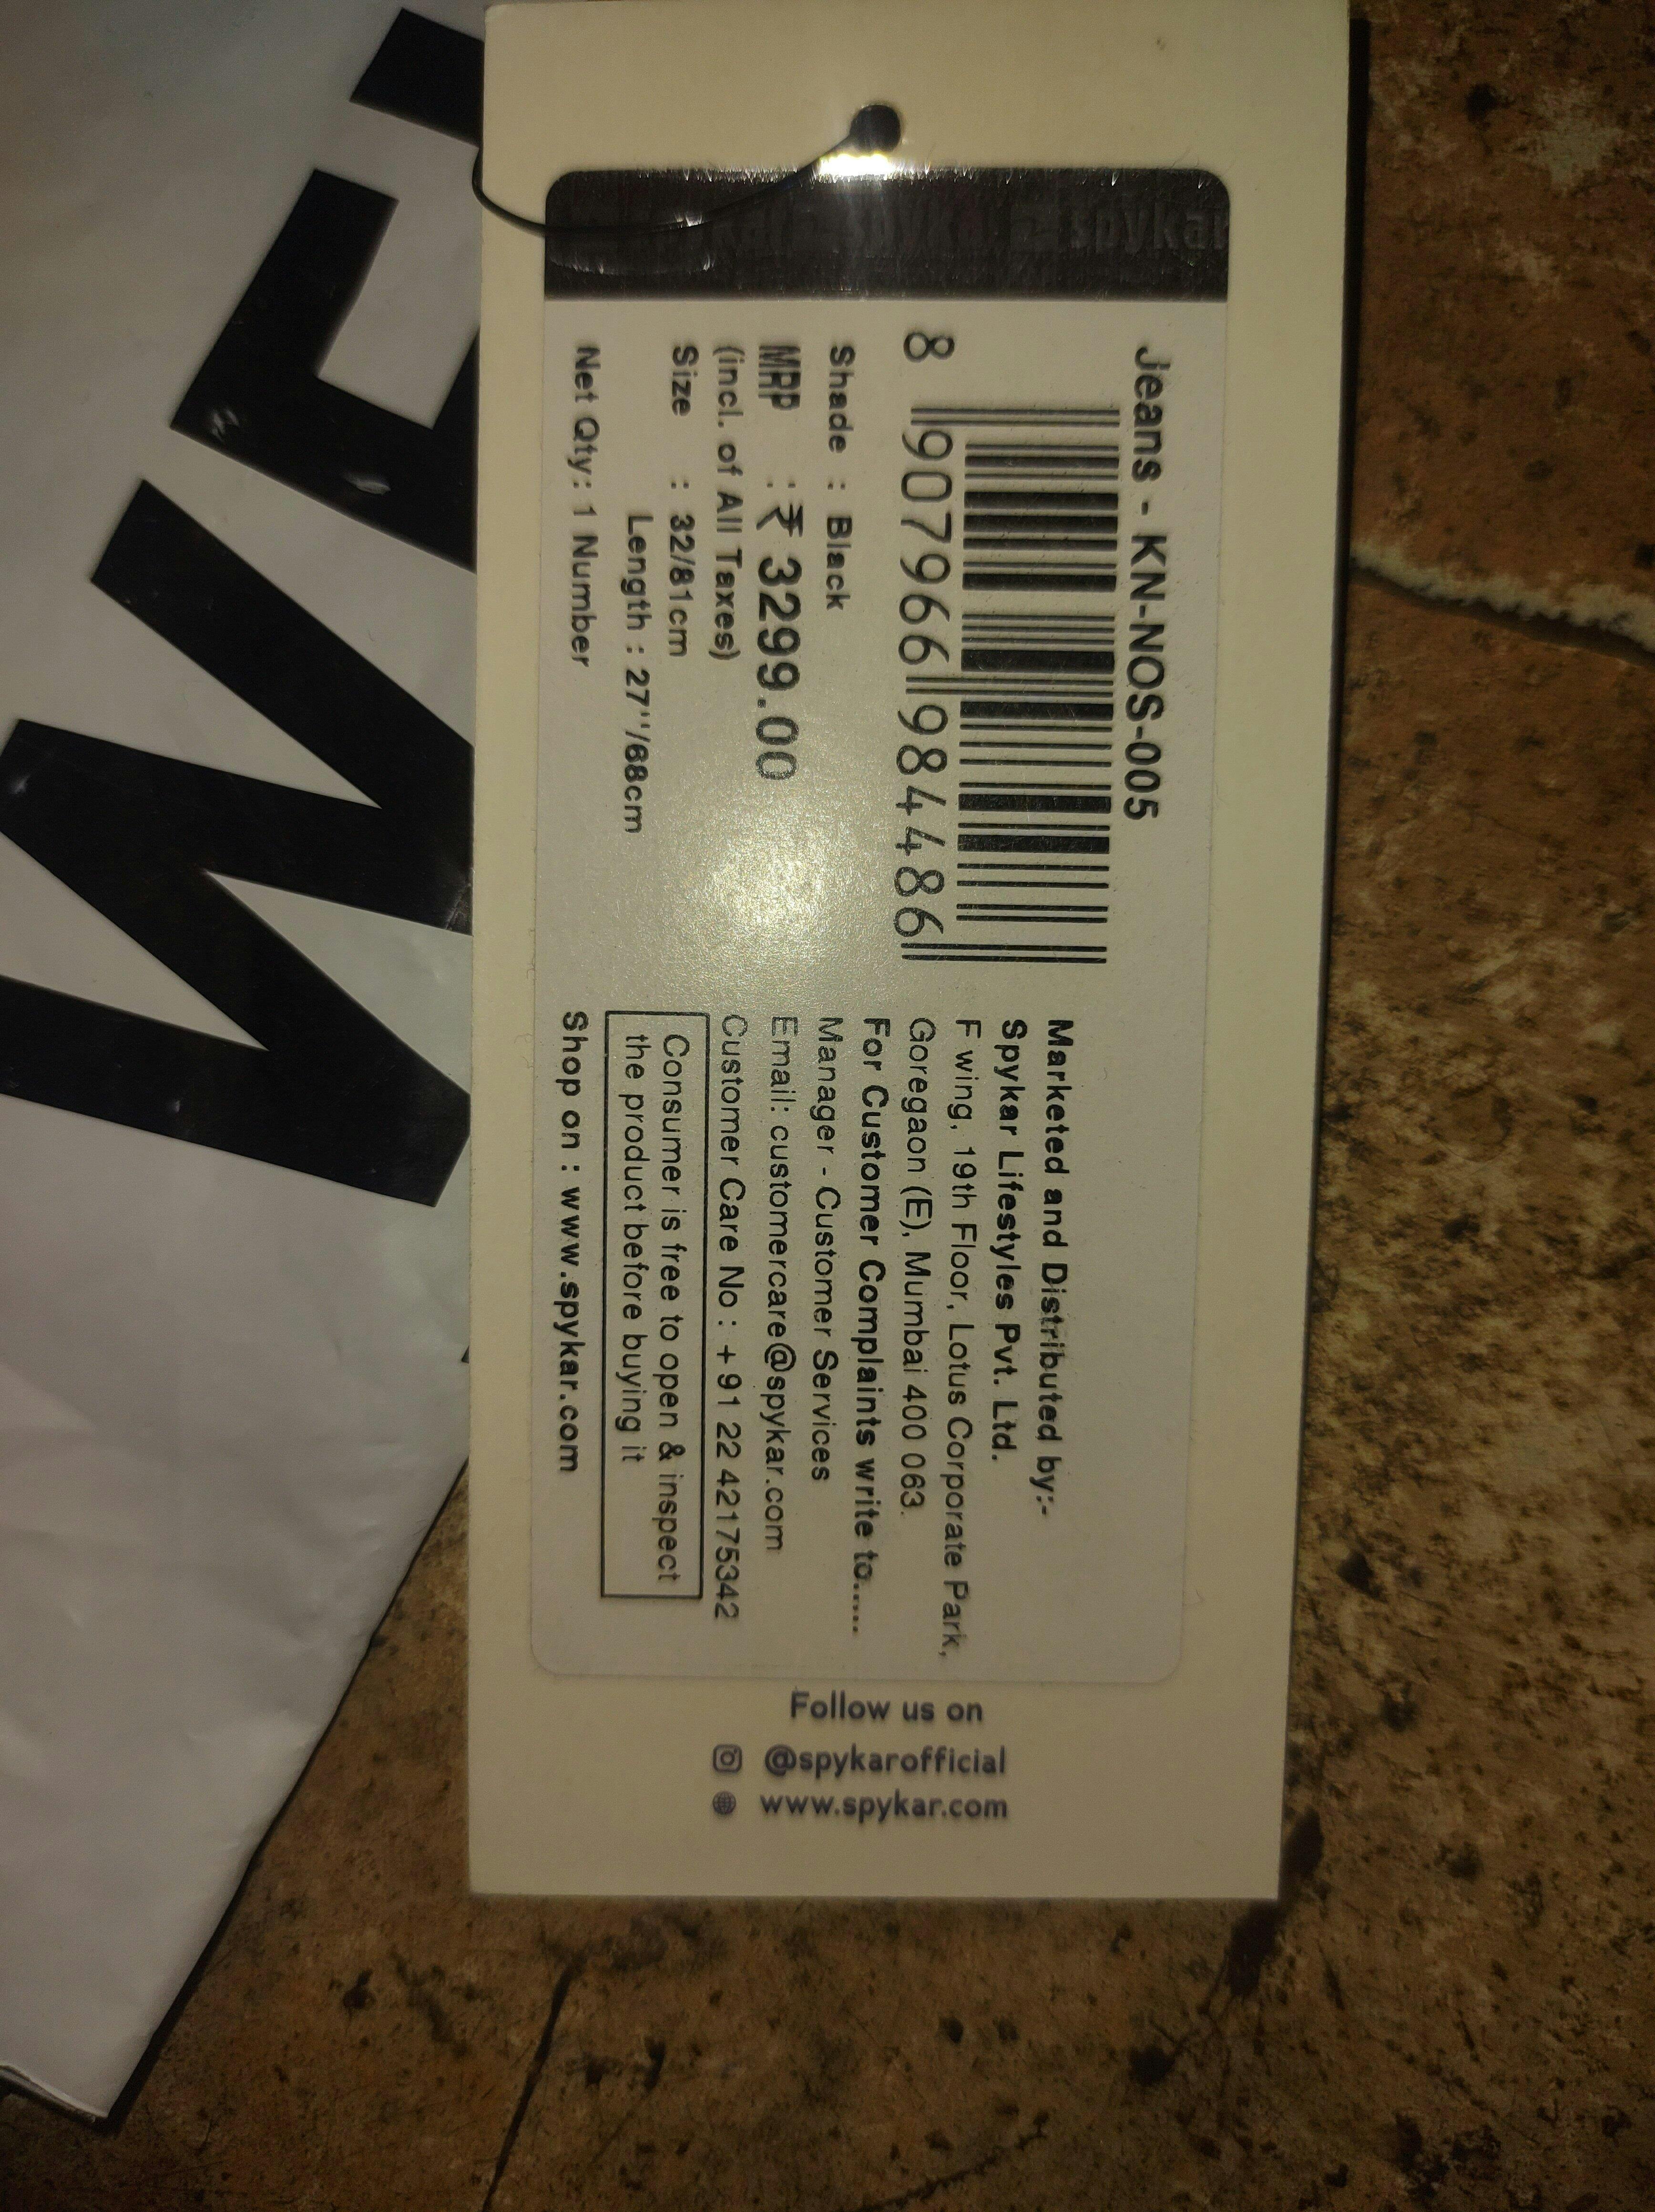 spykar spykar spykar
Jeans - KN-NOS-005
8 907966 984486
Shade : Black
MRP : ₹ 3299.00
(incl. of All Taxes)
Size : 32/81cm
Length : 27''/68cm
Net Qty: 1 Number
Marketed and Distributed by:-
Spykar Lifestyles Pvt. Ltd.
F wing, 19th Floor, Lotus Corporate Park,
Goregaon (E), Mumbai 400 063.
For Customer Complaints write to.....
Manager - Customer Services
Email: customercare@spykar.com
Customer Care No : +91 22 42175342
Consumer is free to open & inspect
the product before buying it
Shop on : www.spykar.com
Follow us on
@spykarofficial
www.spykar.com